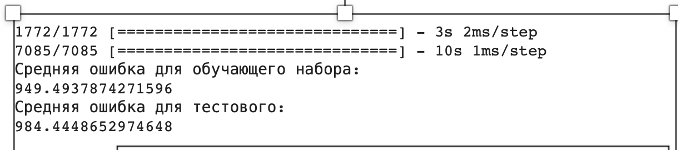 1772/1772 [==============================] - 3s 2ms/step
7085/7085 [==============================] - 10s 1ms/step
Средняя ошибка для обучающего набора:
949.4937874271596
Средняя ошибка для тестового:
984.4448652974648